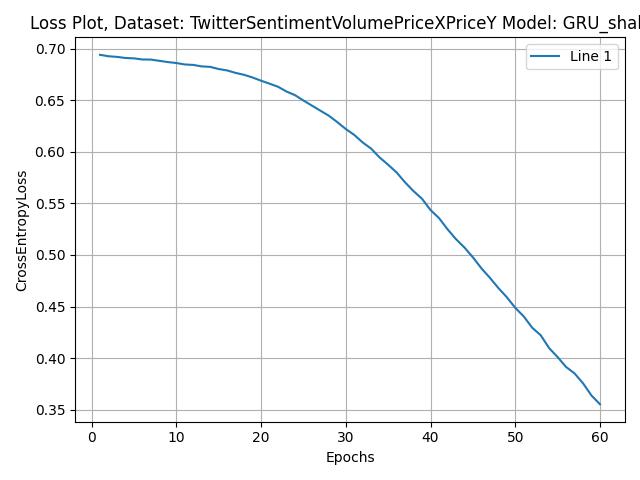 Loss Plot, Dataset: TwitterSentimentVolumePriceXPriceY Model: GRU_shal
Line 1
CrossEntropyLoss
0.70
0.65
0.60
0.55
0.50
0.45
0.40
0.35
0 10 20 30 40 50 60
Epochs